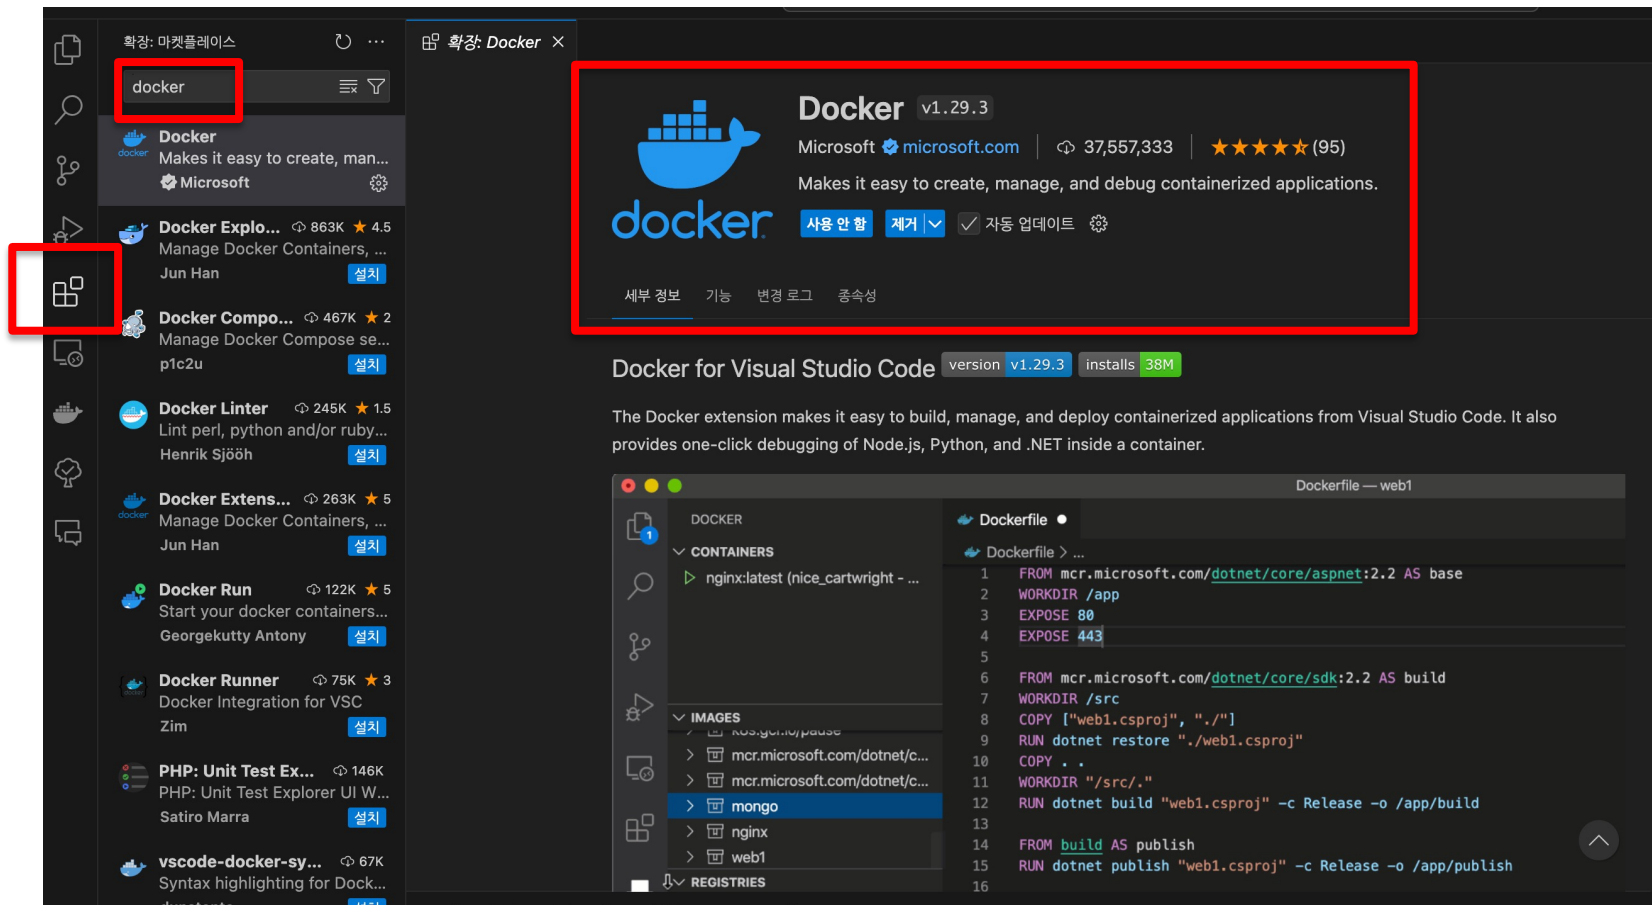 확장: 마켓플레이스
docker
docker
Docker
Makes it easy to create, man...
Microsoft
Docker Explo... 863K ★ 4.5
Manage Docker Containers, ...
Jun Han 설치
Docker Compo... 467K ★ 2
Manage Docker Compose se...
p1c2u 설치
Docker Linter 245K ★ 1.5
Lint perl, python and/or ruby...
Henrik Sjööh 설치
docker
Docker Extens... 263K ★ 5
Manage Docker Containers, ...
Jun Han 설치
Docker Run 122K ★ 5
Start your docker containers...
Georgekutty Antony 설치
Docker Runner 75K ★ 3
Docker Integration for VSC
Zim 설치
PHP: Unit Test Ex... 146K
PHP: Unit Test Explorer UI W...
Satiro Marra 설치
vscode-docker-sy... 67K
Syntax highlighting for Dock...
확장: Docker
docker
Docker v1.29.3
Microsoft microsoft.com | 37,557,333 | ★★★★★(95)
Makes it easy to create, manage, and debug containerized applications.
사용 안 함 제거 자동 업데이트
세부 정보 기능 변경 로그 종속성
Docker for Visual Studio Code version v1.29.3 installs 38M
The Docker extension makes it easy to build, manage, and deploy containerized applications from Visual Studio Code. It also
provides one-click debugging of Node.js, Python, and .NET inside a container.
Dockerfile — web1
1
DOCKER
CONTAINERS
nginx:latest (nice_cartwright - ...
IMAGES
mcr.microsoft.com/dotnet/c...
mcr.microsoft.com/dotnet/c...
mongo
nginx
web1
REGISTRIES
Dockerfile ●
Dockerfile > ...
1 FROM mcr.microsoft.com/dotnet/core/aspnet:2.2 AS base
2 WORKDIR /app
3 EXPOSE 80
4 EXPOSE 443
5
6 FROM mcr.microsoft.com/dotnet/core/sdk:2.2 AS build
7 WORKDIR /src
8 COPY ["web1.csproj", "./"]
9 RUN dotnet restore "./web1.csproj"
10 COPY . .
11 WORKDIR "/src/."
12 RUN dotnet build "web1.csproj" -c Release -o /app/build
13
14 FROM build AS publish
15 RUN dotnet publish "web1.csproj" -c Release -o /app/publish
16